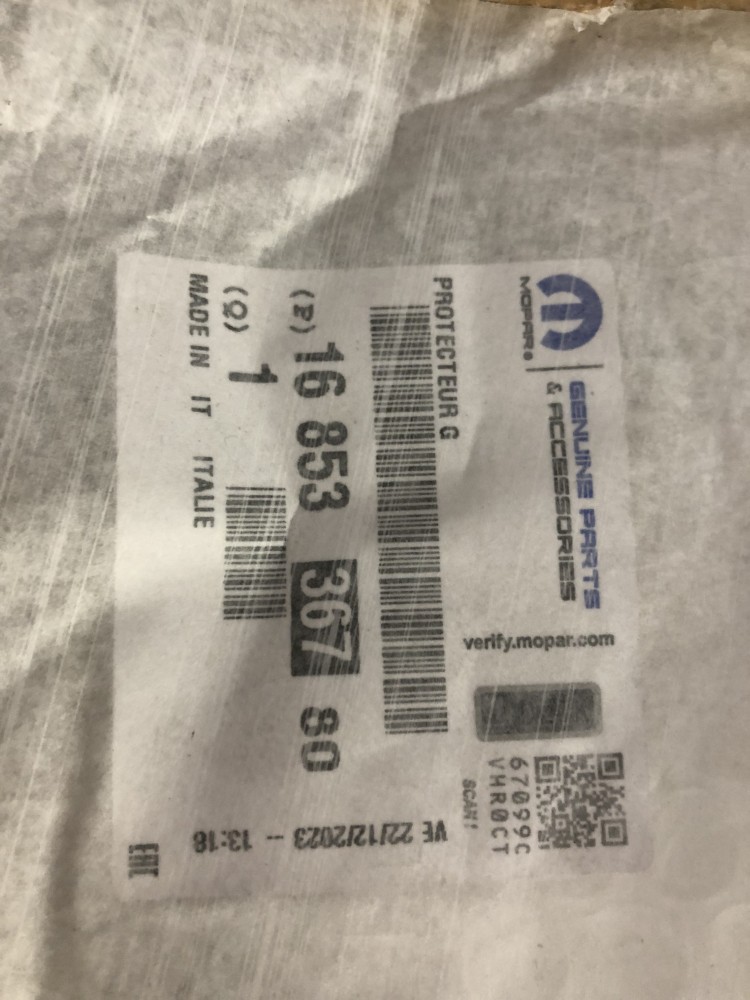 MOPAR®
GENUINE PARTS
& ACCESSORIES
verify.mopar.com
67099C
VHR0CT
SCAN!
PROTECTEUR G
VE 22/12/2023 -- 13:18
(P) 16 853 367 80
(Q) 1
MADE IN IT ITALIE
EAC